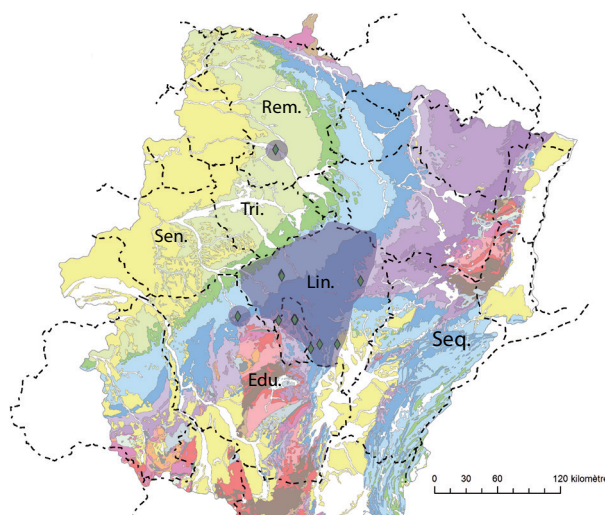 Rem.
Tri.
Sen.
Lin.
Seq.
Edu.
0 30 60 120 kilomètre